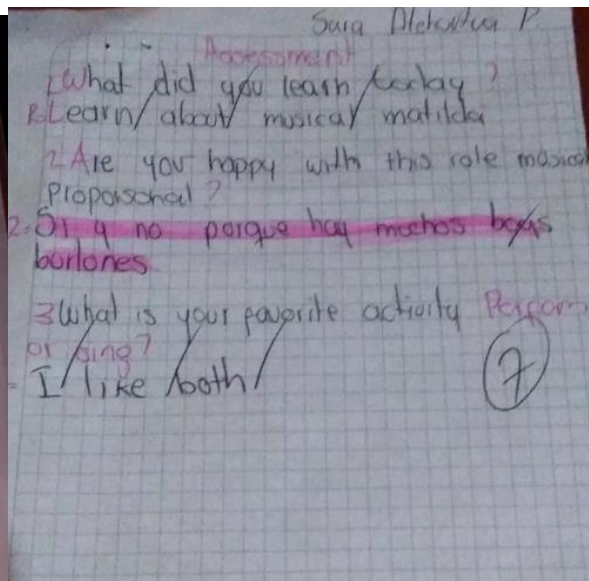 Sara P.
Assessment
1 What did you learn today?
R. Learn about musical matilda
2 Are you happy with this role musical
Proporsonal?
2. Si y no porque hay muchos boys
burlones
3 What is your favorite activity Perform
or sing?
- I like both
7